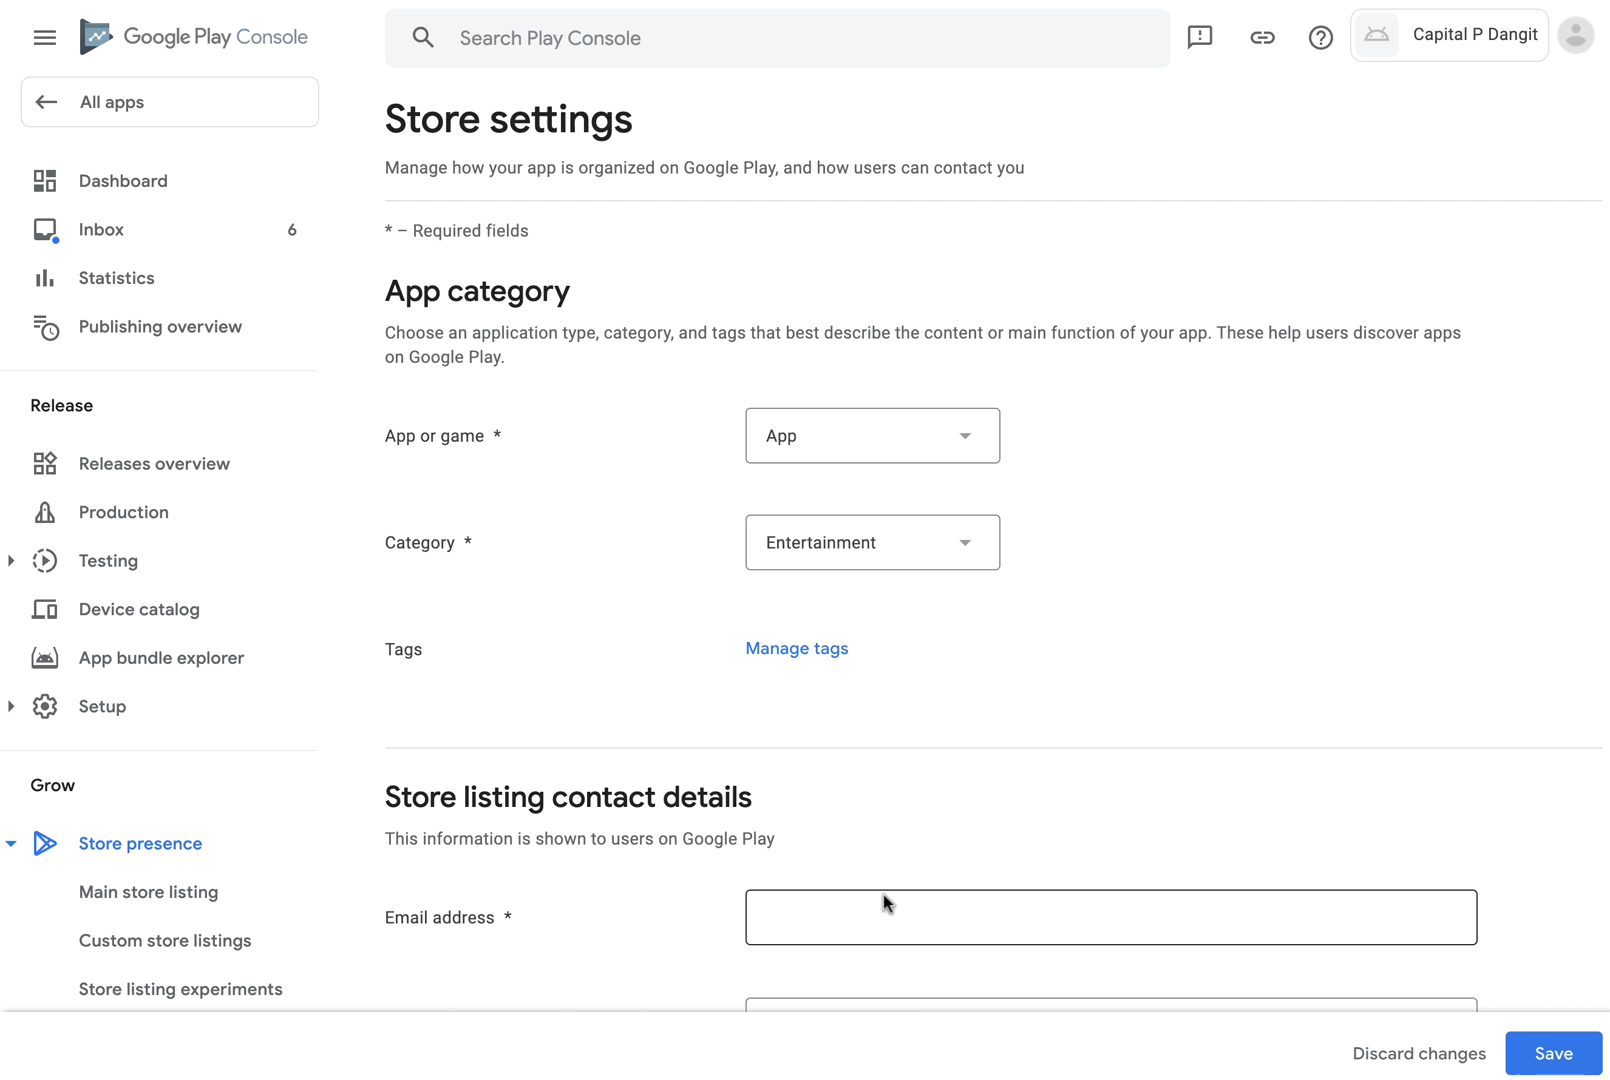 Google Play Console
Search Play Console
Capital P Dangit
All apps
Dashboard
Inbox 6
Statistics
Publishing overview
Release
Releases overview
Production
Testing
Device catalog
App bundle explorer
Setup
Grow
Store presence
Main store listing
Custom store listings
Store listing experiments
Store settings
Manage how your app is organized on Google Play, and how users can contact you
* – Required fields
App category
Choose an application type, category, and tags that best describe the content or main function of your app. These help users discover apps
on Google Play.
App or game * App
Category * Entertainment
Tags Manage tags
Store listing contact details
This information is shown to users on Google Play
Email address *
Discard changes Save